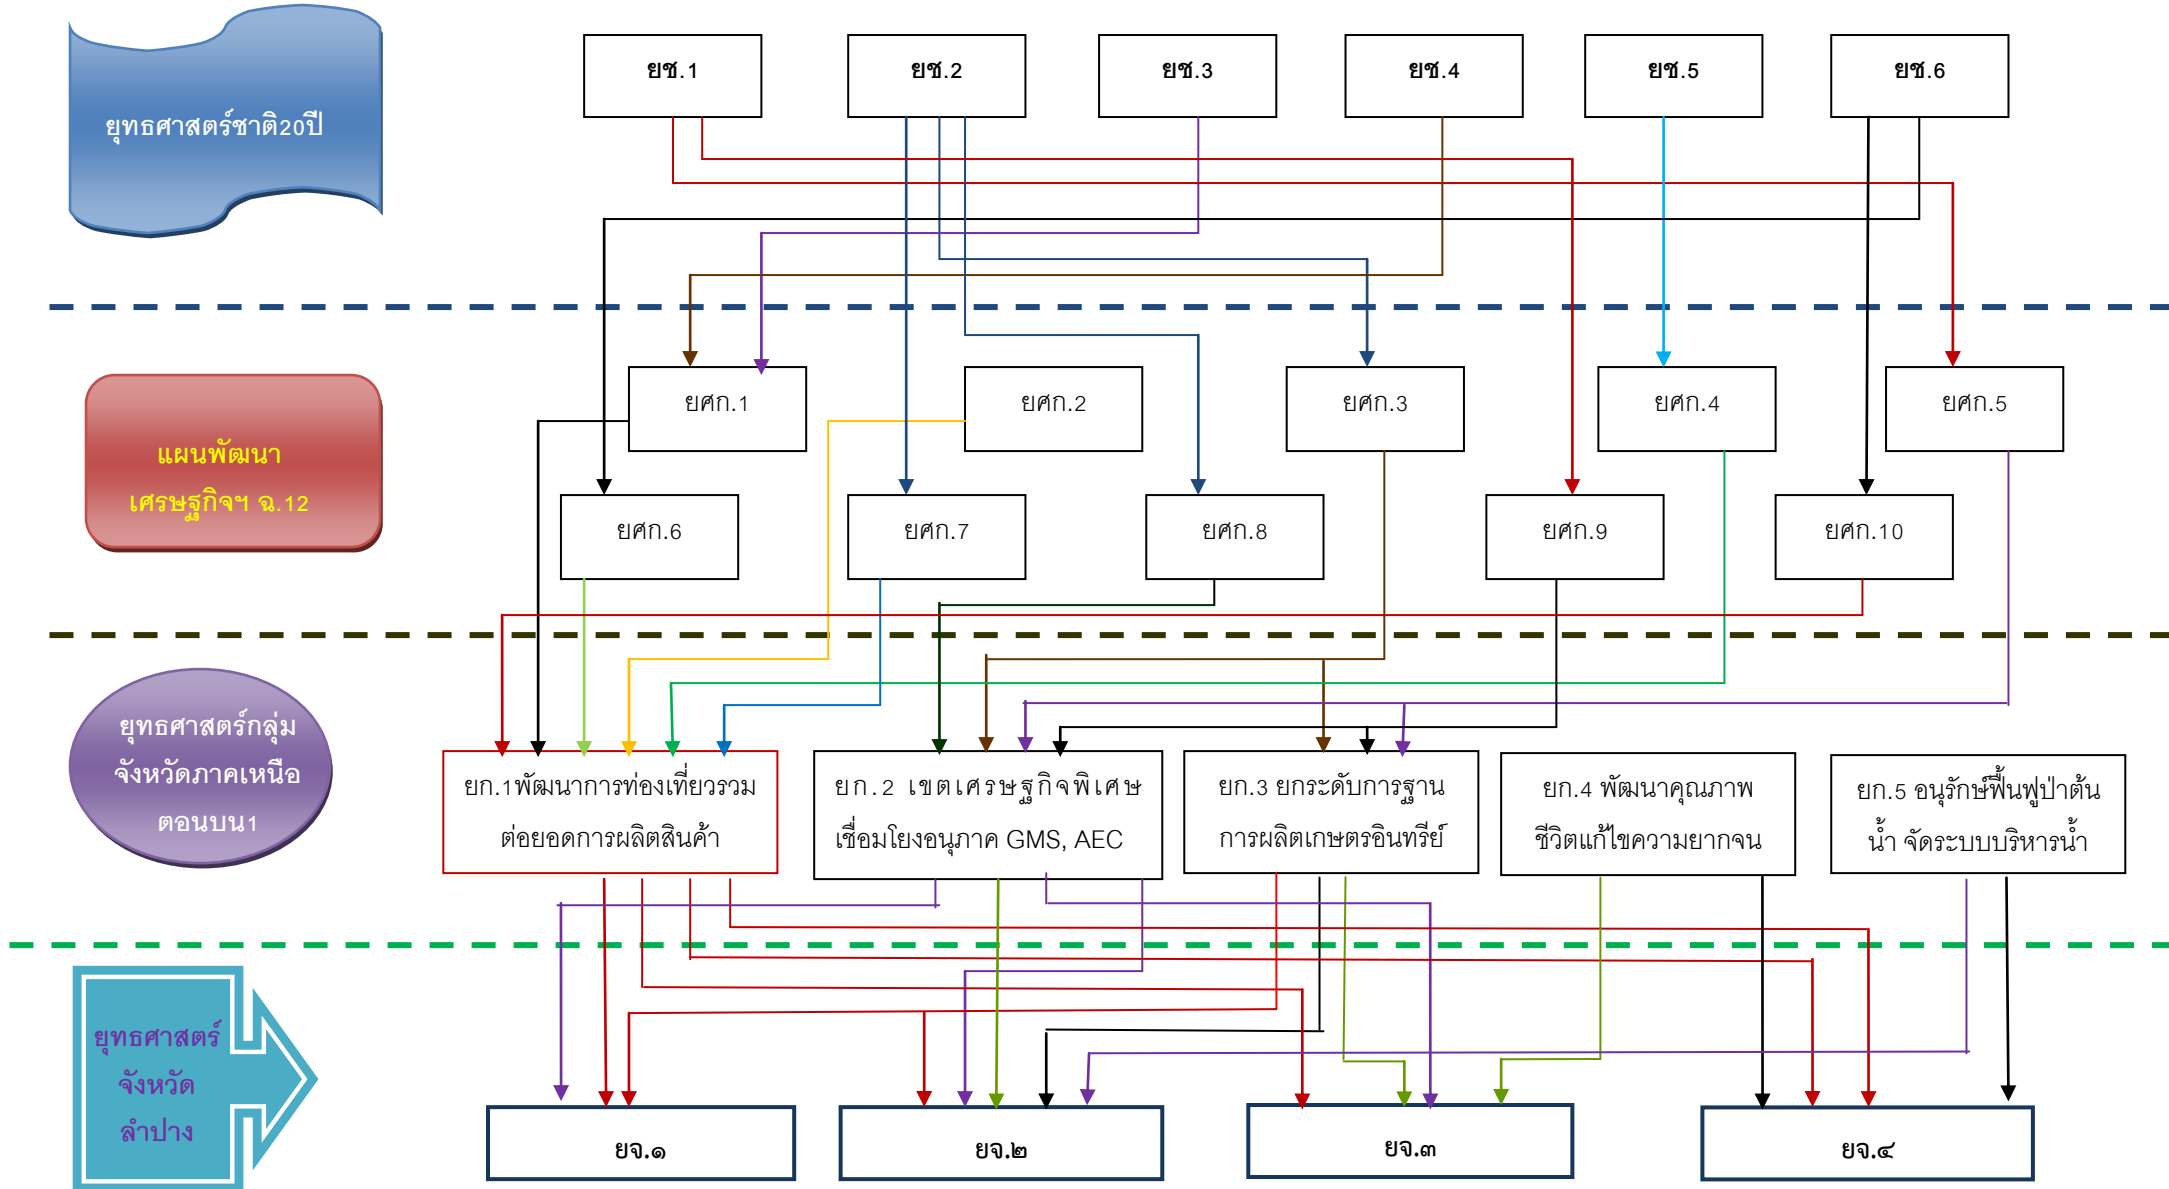 ยุทธศาสตร์ชาติ20ปี
ยช.1
ยช.2
ยช.3
ยช.4
ยช.5
ยช.6
แผนพัฒนา
เศรษฐกิจฯ ฉ.12
ยศก.1
ยศก.2
ยศก.3
ยศก.4
ยศก.5
ยศก.6
ยศก.7
ยศก.8
ยศก.9
ยศก.10
ยุทธศาสตร์กลุ่ม
จังหวัดภาคเหนือ
ตอนบน1
ยก.1พัฒนาการท่องเที่ยวรวม
ต่อยอดการผลิตสินค้า
ยก.2 เขตเศรษฐกิจพิเศษ
เชื่อมโยงอนุภาค GMS, AEC
ยก.3 ยกระดับการฐาน
การผลิตเกษตรอินทรีย์
ยก.4 พัฒนาคุณภาพ
ชีวิตแก้ไขความยากจน
ยก.5 อนุรักษ์ฟื้นฟูป่าต้น
น้ำ จัดระบบบริหารน้ำ
ยุทธศาสตร์
จังหวัด
ลำปาง
ยจ.๑
ยจ.๒
ยจ.๓
ยจ.๔